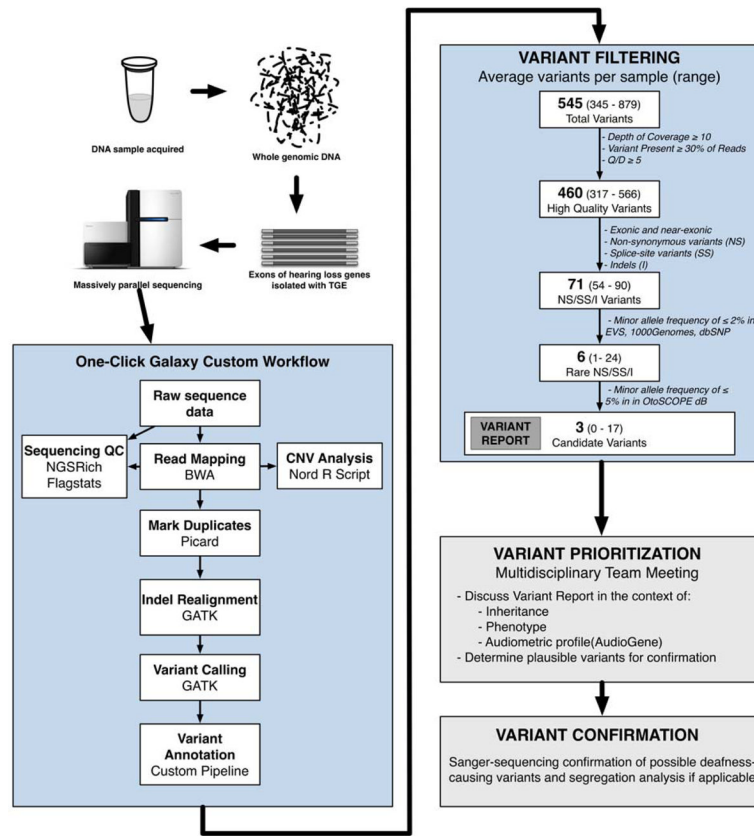 DNA sample acquired
Whole genomic DNA
Massively parallel sequencing
Exons of hearing loss genes
isolated with TGE
One-Click Galaxy Custom Workflow
Raw sequence
data
Sequencing QC
NGSRich
Flagstats
Read Mapping
BWA
CNV Analysis
Nord R Script
Mark Duplicates
Picard
Indel Realignment
GATK
Variant Calling
GATK
Variant
Annotation
Custom Pipeline
VARIANT FILTERING
Average variants per sample (range)
545 (345 - 879)
Total Variants
- Depth of Coverage ≥ 10
- Variant Present ≥ 30% of Reads
- Q/D ≥ 5
460 (317 - 566)
High Quality Variants
- Exonic and near-exonic
- Non-synonymous variants (NS)
- Splice-site variants (SS)
- Indels (I)
71 (54 - 90)
NS/SS/I Variants
- Minor allele frequency of ≤ 2% in
EVS, 1000Genomes, dbSNP
6 (1- 24)
Rare NS/SS/I
- Minor allele frequency of ≤
5% in in OtoSCOPE dB
VARIANT
REPORT
3 (0 - 17)
Candidate Variants
VARIANT PRIORITIZATION
Multidisciplinary Team Meeting
- Discuss Variant Report in the context of:
- Inheritance
- Phenotype
- Audiometric profile(AudioGene)
- Determine plausible variants for confirmation
VARIANT CONFIRMATION
Sanger-sequencing confirmation of possible deafness-
causing variants and segregation analysis if applicable